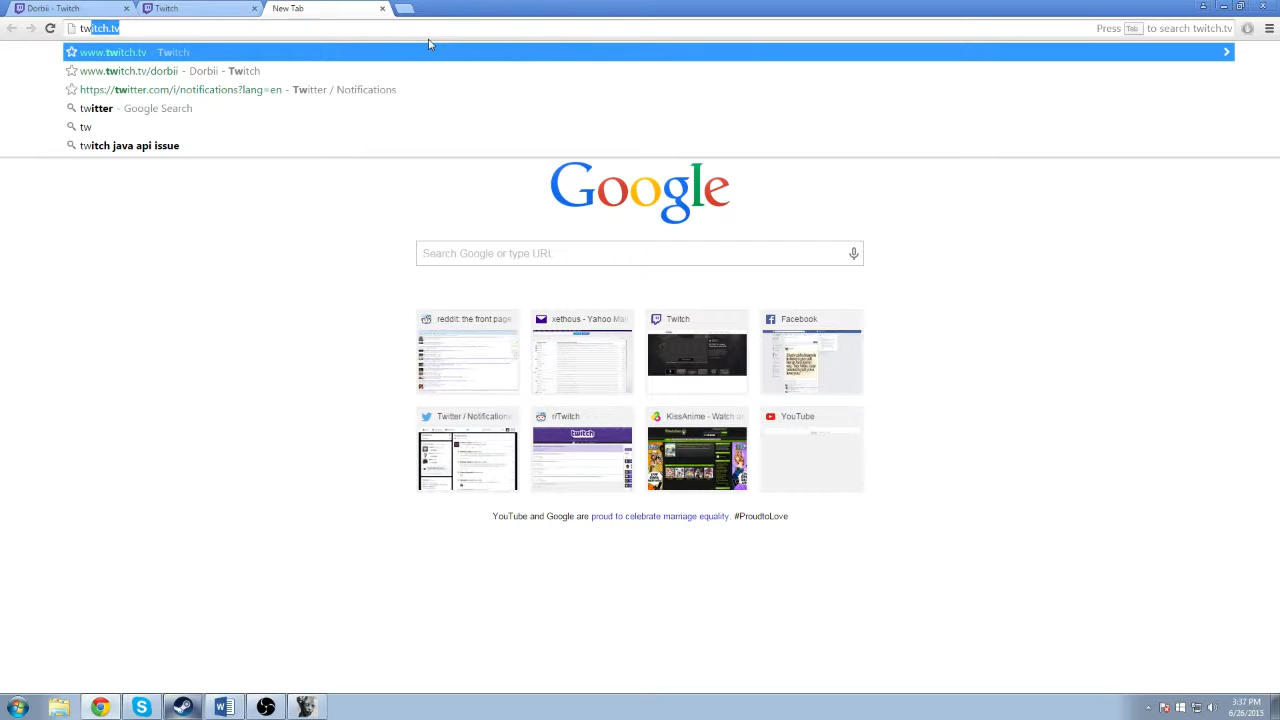 Dorbii - Twitch
Twitch
New Tab
twitch.tv
Press Tab to search twitch.tv
www.twitch.tv - Twitch
www.twitch.tv/dorbii - Dorbii - Twitch
https://twitter.com/i/notifications?lang=en - Twitter / Notifications
twitter - Google Search
tw
twitch java api issue
Google
Search Google or type URL
reddit: the front page
xethous - Yahoo Mail
Twitch
Facebook
Twitter / Notifications
r/Twitch
KissAnime - Watch a
YouTube
twitch
YouTube and Google are proud to celebrate marriage equality. #ProudtoLove
3:37 PM
6/26/2015